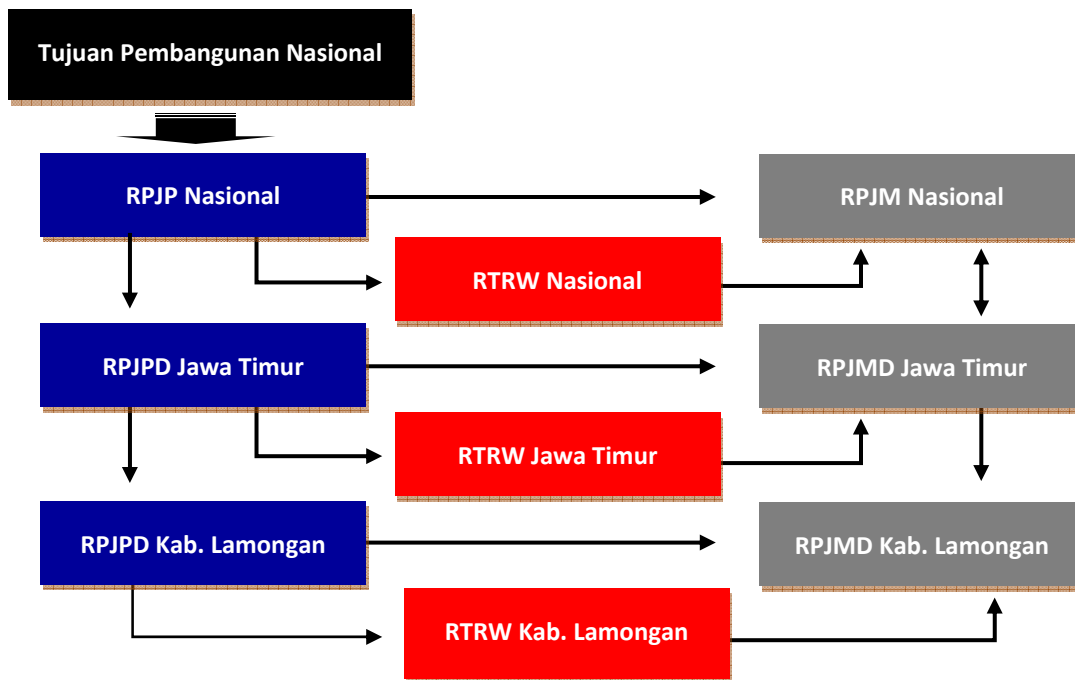 Tujuan Pembangunan Nasional
RPJP Nasional
RPJM Nasional
RTRW Nasional
RPJPD Jawa Timur
RPJMD Jawa Timur
RTRW Jawa Timur
RPJPD Kab. Lamongan
RPJMD Kab. Lamongan
RTRW Kab. Lamongan